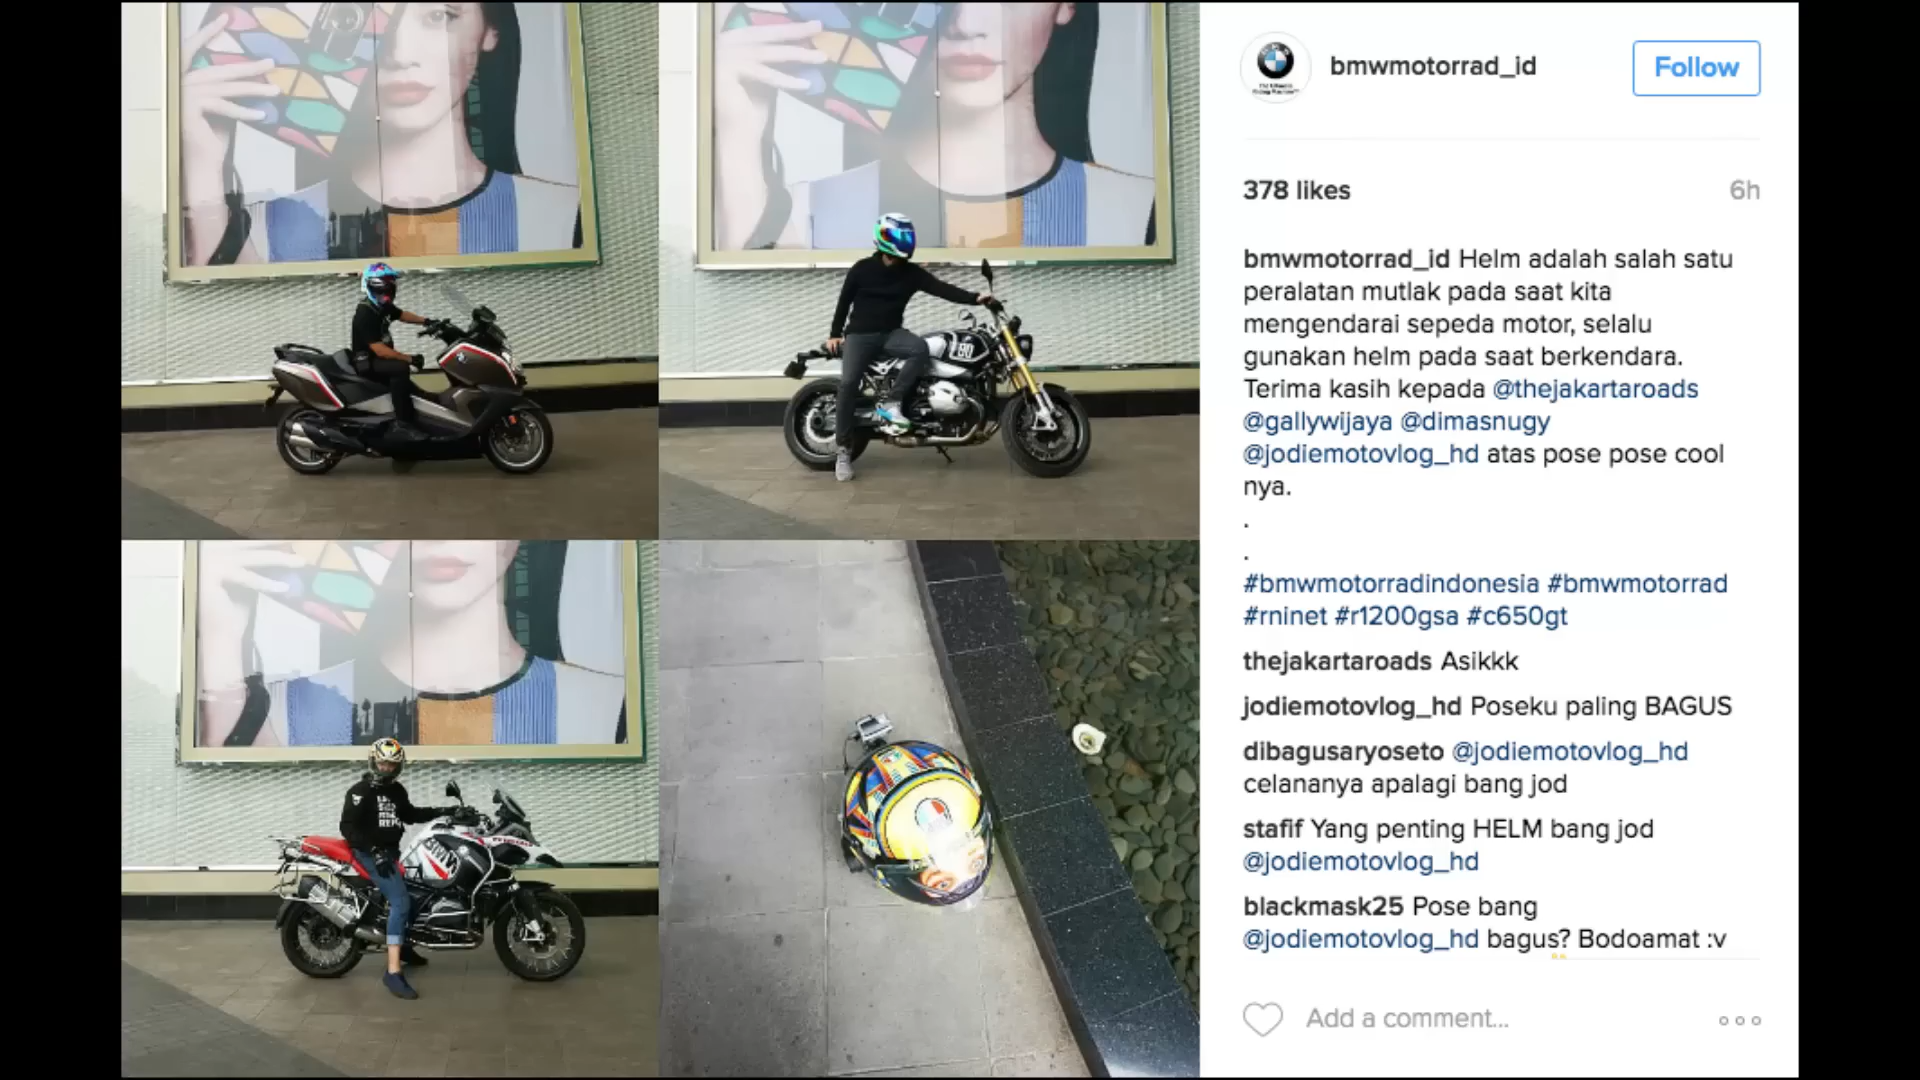 bmwmotorrad_id
Follow
378 likes
6h
bmwmotorrad_id Helm adalah salah satu
peralatan mutlak pada saat kita
mengendarai sepeda motor, selalu
gunakan helm pada saat berkendara.
Terima kasih kepada @thejakartaroads
@gallywijaya @dimasnugy
@jodiemotovlog_hd atas pose pose cool
nya.
.
.
#bmwmotorradindonesia #bmwmotorrad
#rninet #r1200gsa #c650gt
thejakartaroads Asikkk
jodiemotovlog_hd Poseku paling BAGUS
dibagusaryoseto @jodiemotovlog_hd
celananya apalagi bang jod
stafif Yang penting HELM bang jod
@jodiemotovlog_hd
blackmask25 Pose bang
@jodiemotovlog_hd bagus? Bodoamat :v
Add a comment...